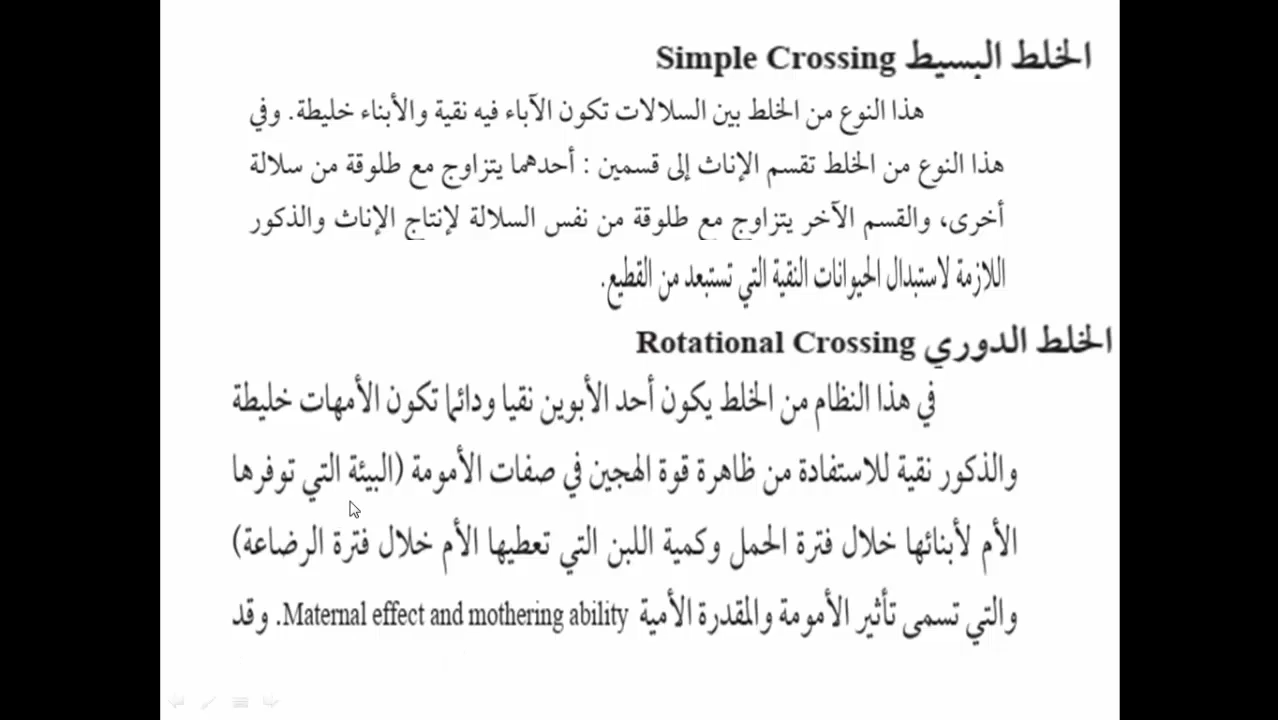 الخلط البسيط Simple Crossing
هذا النوع من الخلط بين السلالات تكون الآباء فيه نقية والأبناء خليطة. وفي
هذا النوع من الخلط تقسم الإناث إلى قسمين : أحدهما يتزاوج مع طلوقة من سلالة
أخرى، والقسم الآخر يتزاوج مع طلوقة من نفس السلالة لإنتاج الإناث والذكور
اللازمة لاستبدال الحيوانات النقية التي تستبعد من القطيع.
الخلط الدوري Rotational Crossing
في هذا النظام من الخلط يكون أحد الأبوين نقيا ودائما تكون الأمهات خليطة
والذكور نقية للاستفادة من ظاهرة قوة الهجين في صفات الأمومة (البيئة التي توفرها
الأم لأبنائها خلال فترة الحمل وكمية اللبن التي تعطيها الأم خلال فترة الرضاعة)
والتي تسمى تأثير الأمومة والمقدرة الأمية Maternal effect and mothering ability. وقد